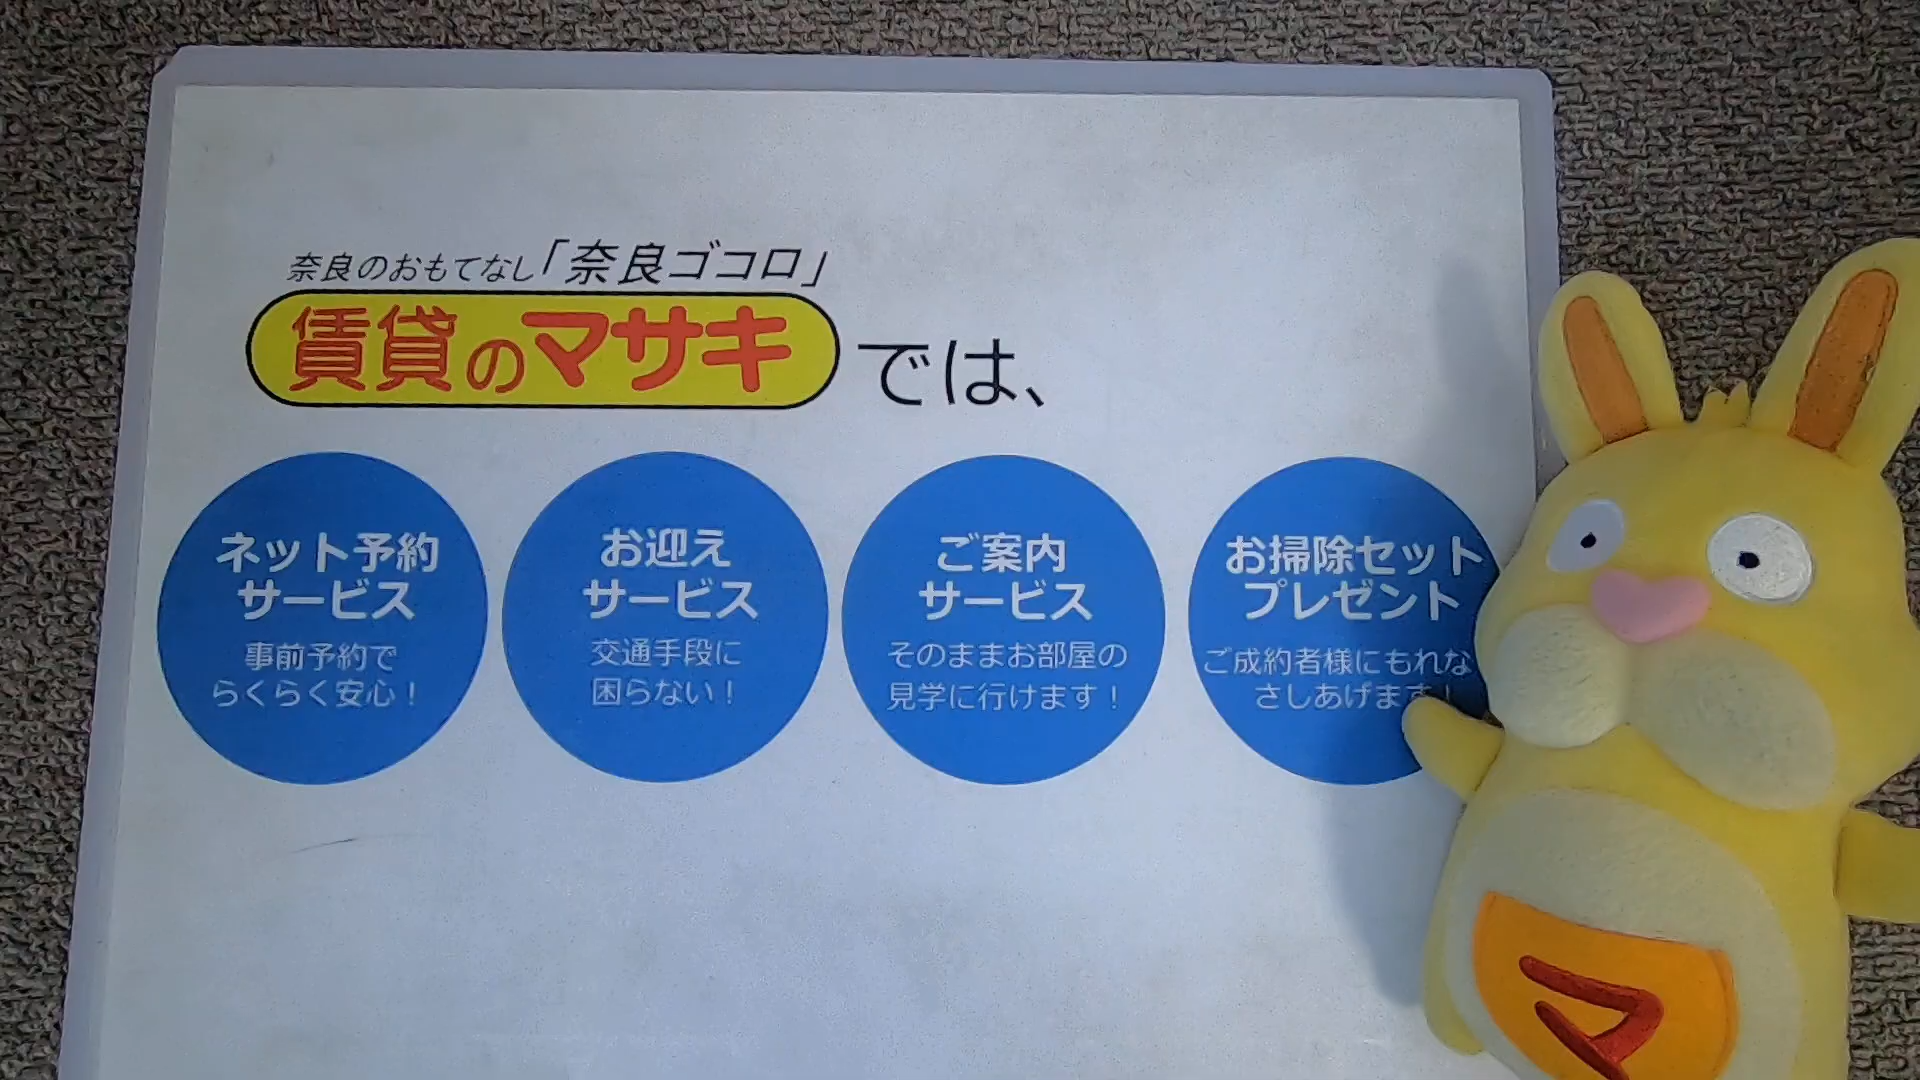 奈良のおもてなし「奈良ゴコロ」
賃貸のマサキでは、
ネット予約
サービス
事前予約で
らくらく安心！
お迎え
サービス
交通手段に
困らない！
ご案内
サービス
そのままお部屋の
見学に行けます！
お掃除セット
プレゼント
ご成約者様にもれな
さしあげます！
マ